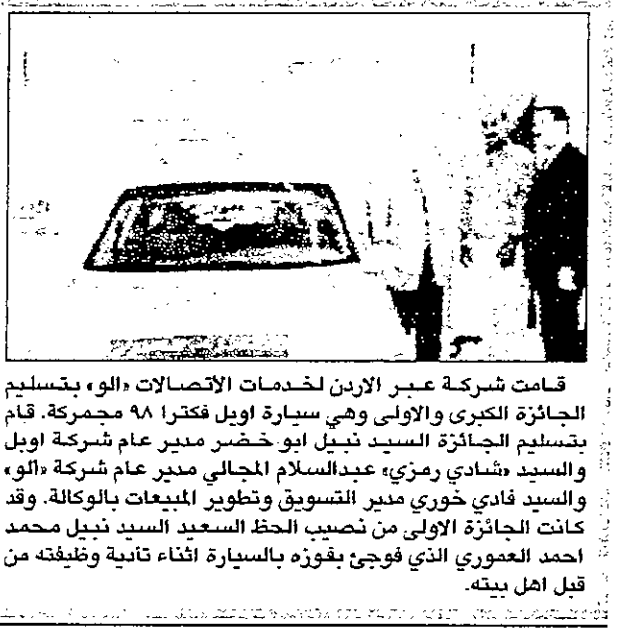 قامت شركة عبر الاردن لخدمات الأتصالات «الو» بتسليم
الجائزة الكبرى والاولى وهي سيارة اوبل فكترا ٩٨ مجمركة. قام
بتسليم الجائزة السيد نبيل ابو خضر مدير عام شركة اوبل
والسيد «شادي رمزي» عبدالسلام المجالي مدير عام شركة «الو»
والسيد فادي خوري مدير التسويق وتطوير المبيعات بالوكالة. وقد
كانت الجائزة الاولى من نصيب الحظ السعيد السيد نبيل محمد
احمد العموري الذي فوجئ بفوزه بالسيارة اثناء تأدية وظيفته من
قبل اهل بيته.